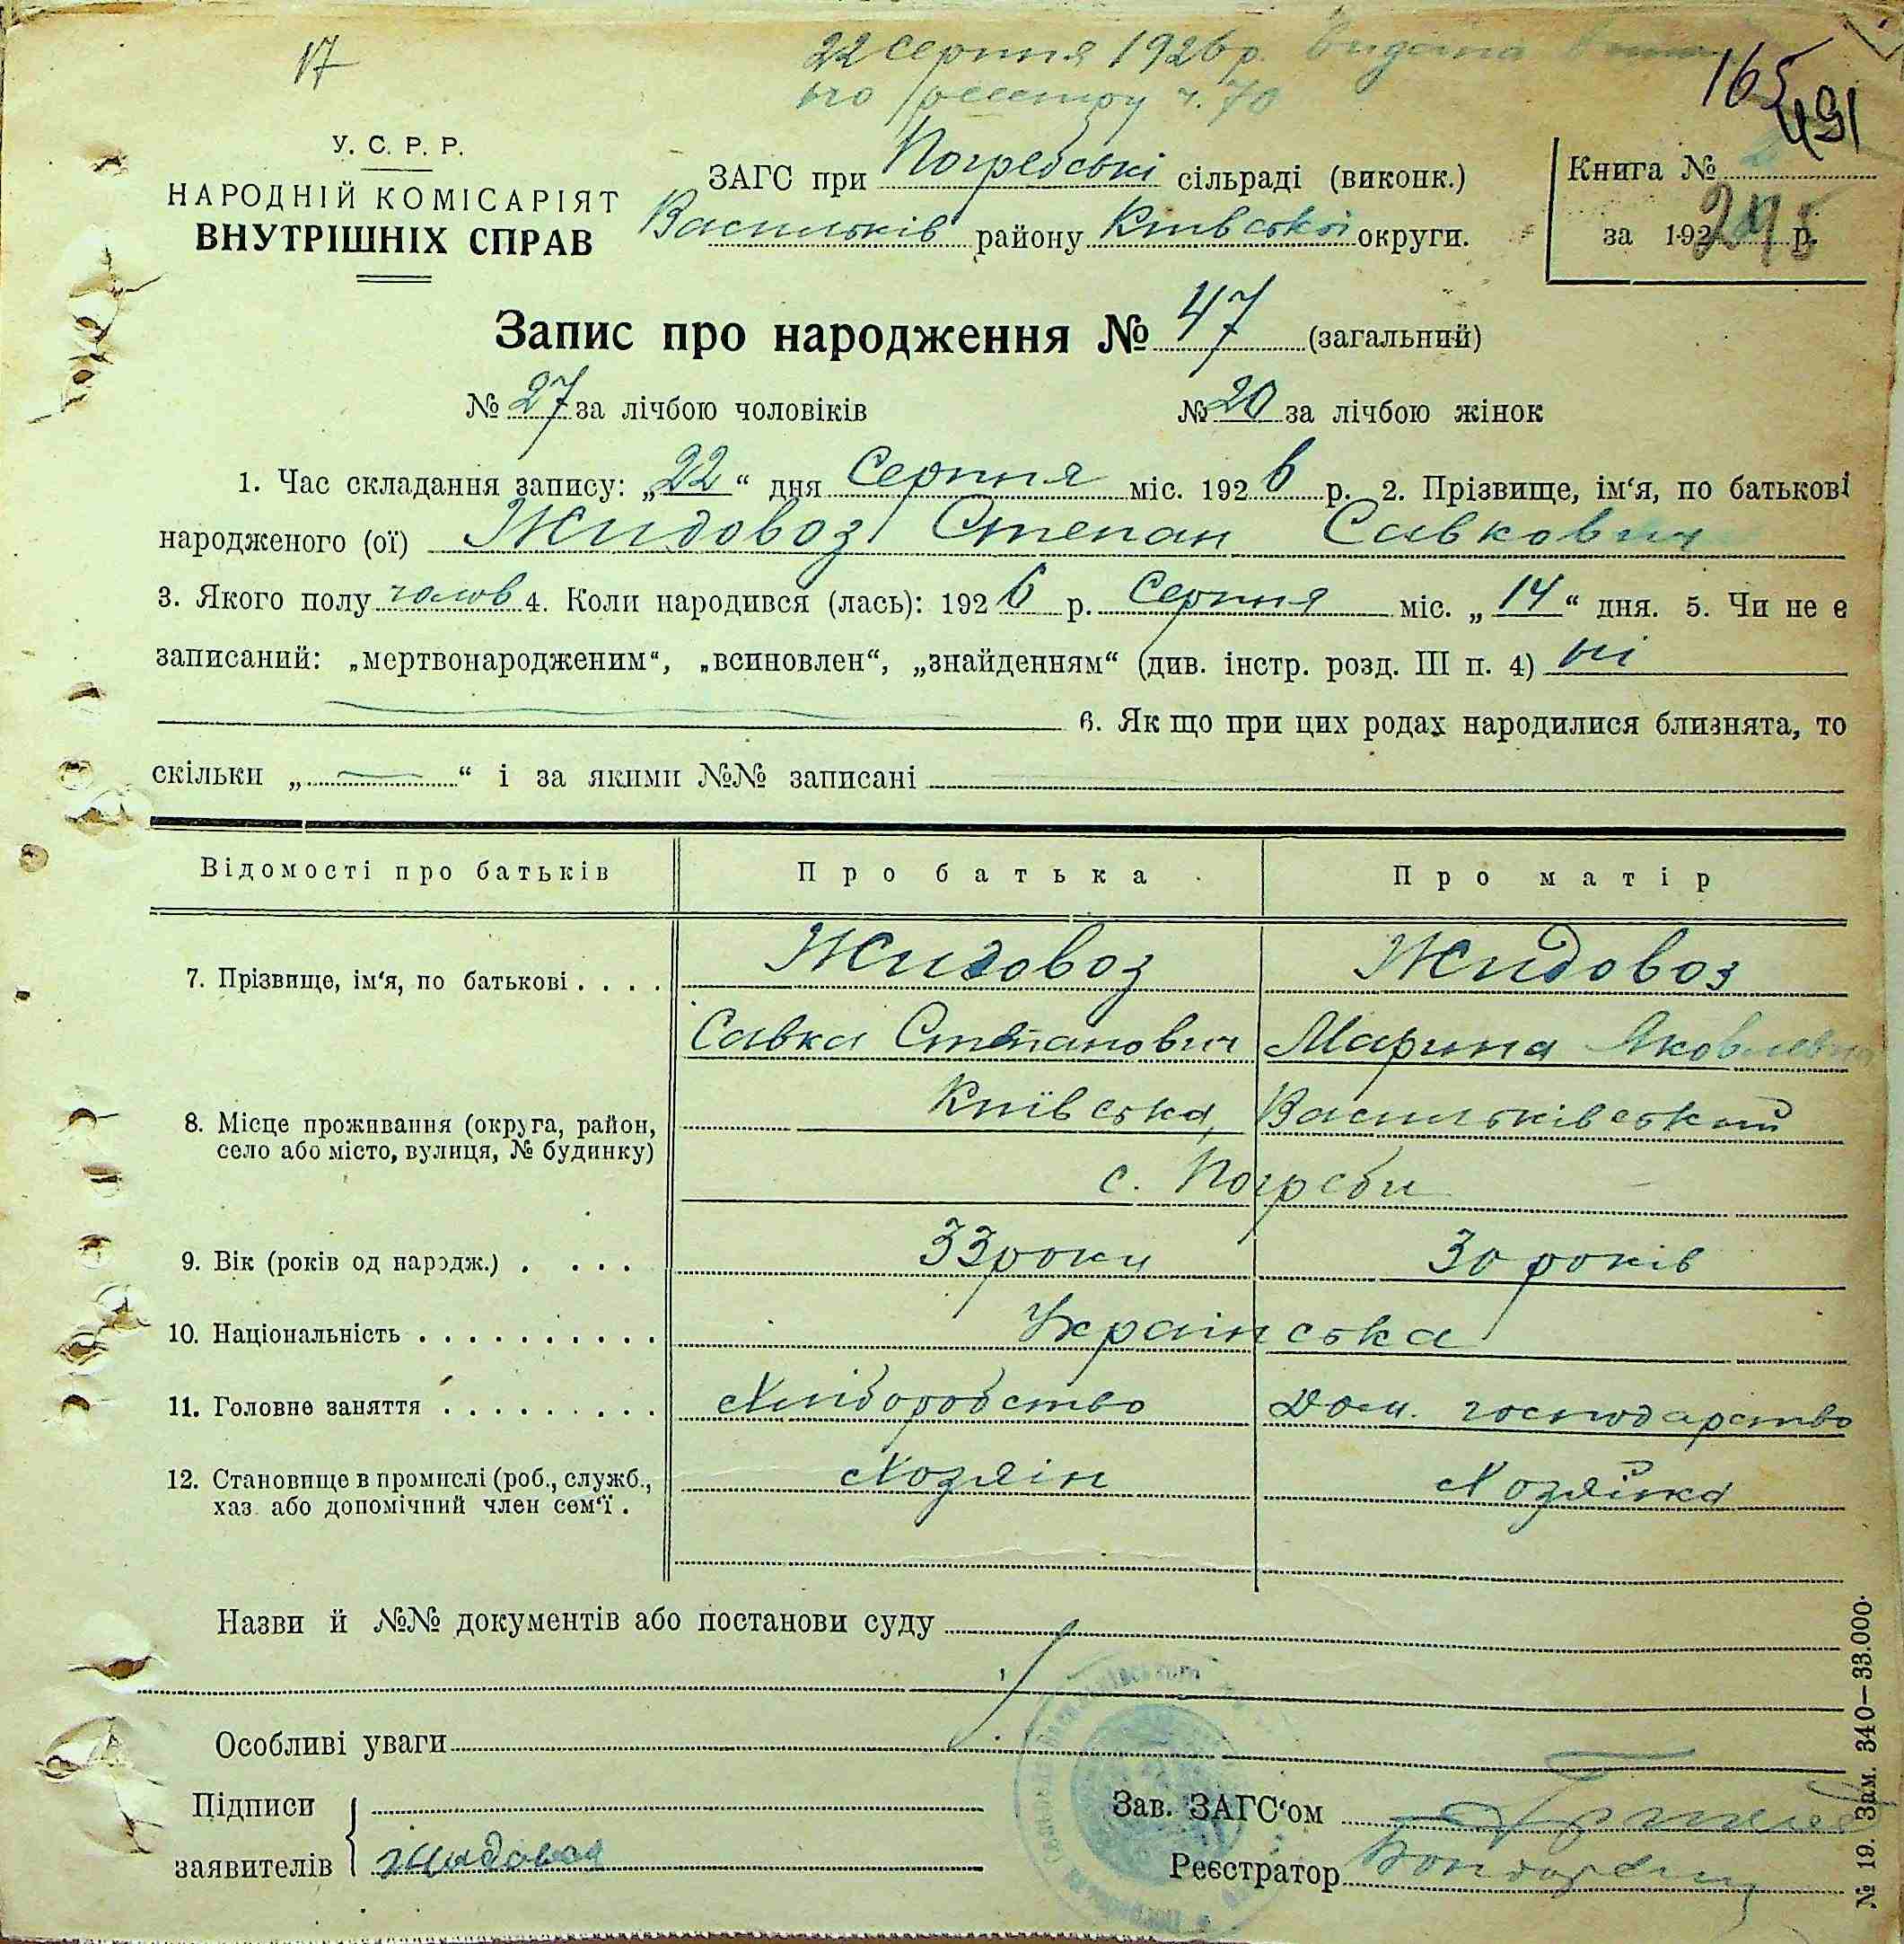 17
22 серпня 1926 р. Видана
по реєстру ч. 70
165
491
У. С. Р. Р.
НАРОДНІЙ КОМІСАРІЯТ
ВНУТРІШНІХ СПРАВ
ЗАГС при Погребські сільраді (виконк.)
Васильків району Київської округи.
Книга № 2
за 192 р.
245
Запис про народження № 47 (загальний)
№ 27 за лічбою чоловіків № 20 за лічбою жінок
1. Час складання запису: „22“ дня Серпня міс. 1926 р. 2. Прізвище, ім‘я, по батькові
народженого (ої) Жидовоз Степан Савкович
3. Якого полу чолов 4. Коли народився (лась): 1926 р. Серпня міс. „14“ дня. 5. Чи не є
записаний: „мертвонародженим“, „всиновлен“, „знайденням“ (див. інстр. розд. III п. 4) ні
6. Як що при цих родах народилися близнята, то
скільки „ “ і за якими №№ записані
Відомості про батьків Про батька Про матір
7. Прізвище, ім‘я, по батькові . . . . Жидовоз Жидовоз
Савка Степанович Марина Яковлевна
8. Місце проживання (округа, район, Київська, Васильківський
село або місто, вулиця, № будинку)
с. Погреби
9. Вік (років од народж.) . . . . 33 роки 30 років
10. Національність . . . . . . . . . . Українська
11. Головне заняття . . . . . . . . . Хліборобство Дом. господарство
12. Становище в промислі (роб., служб., Хозяін Хозяйка
хаз. або допомічний член сем‘ї .
Назви й №№ документів або постанови суду
Особливі уваги
Підписи
заявителів Жидовоз
Зав. ЗАГС‘ом
Реєстратор
№ 19. Зам. 340—33.000.